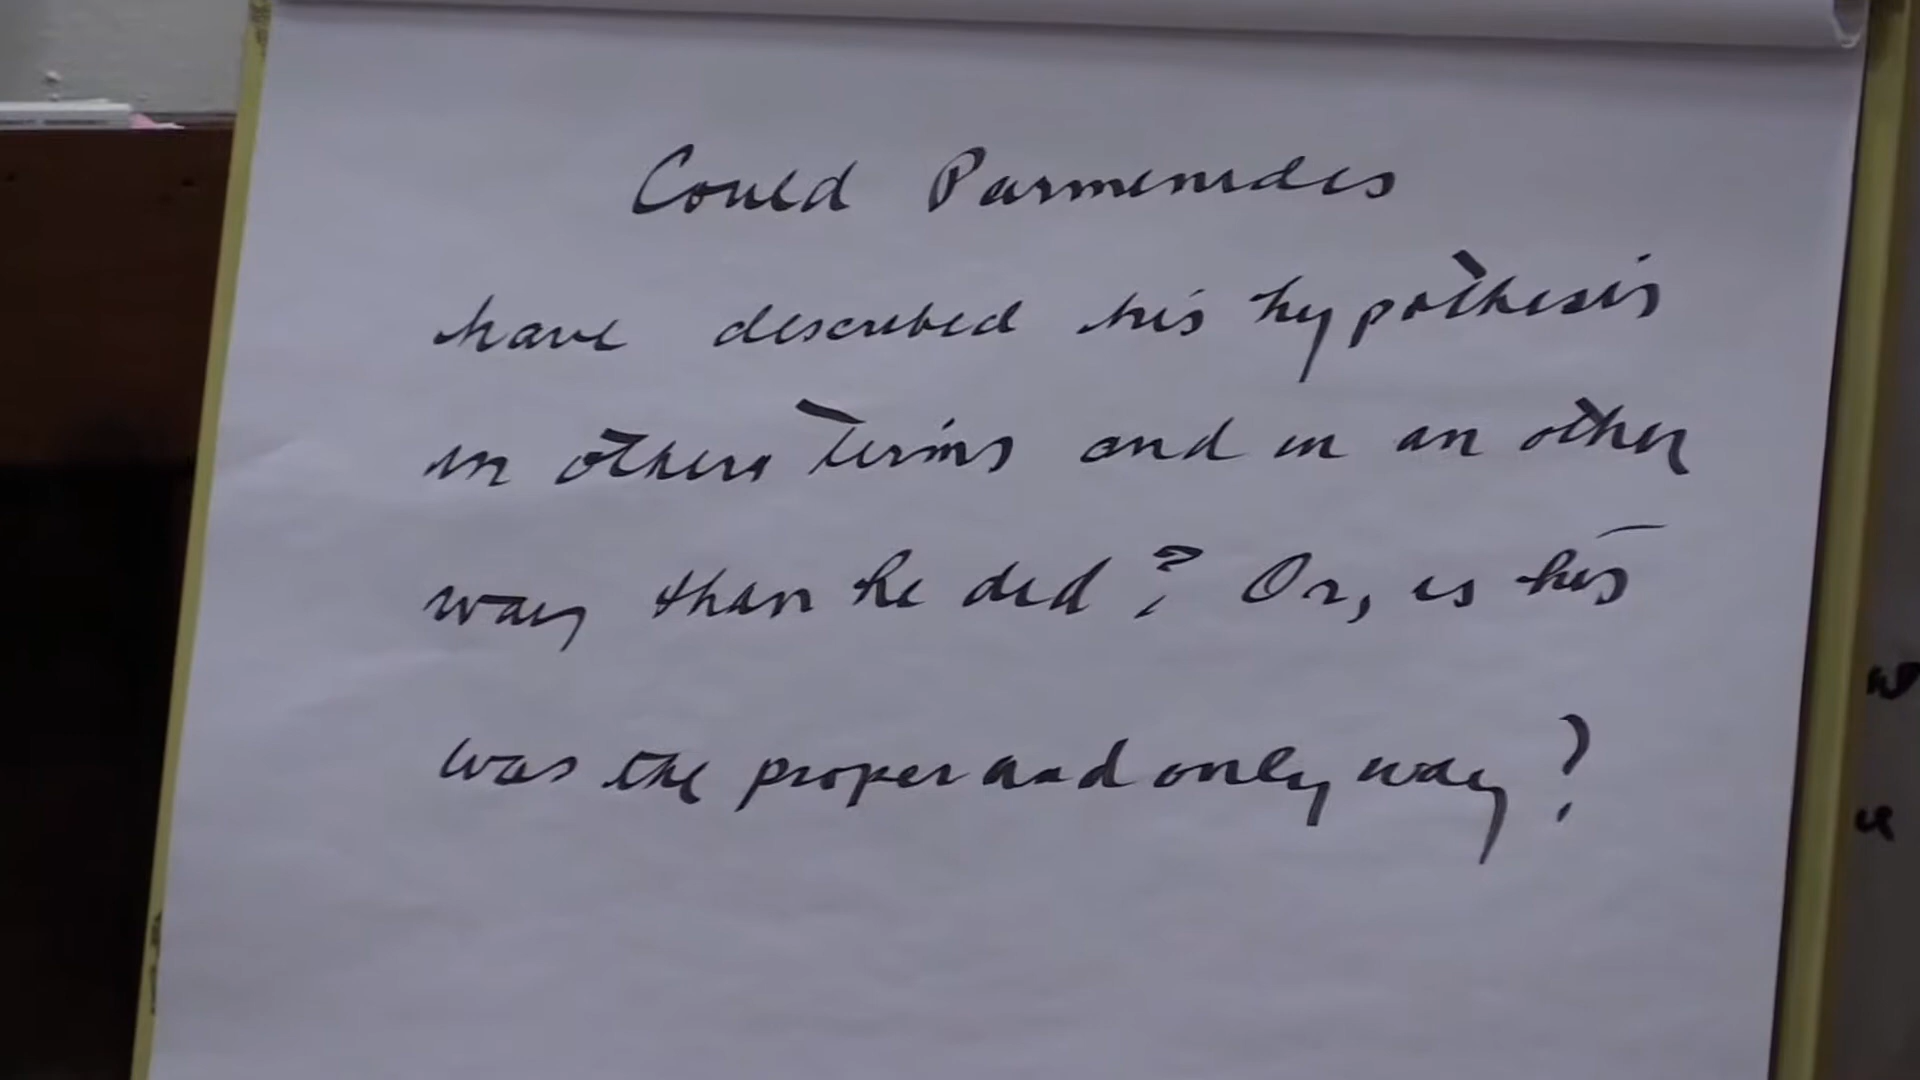 Could Parmenides
have described his hypothesis
in others terms and in an other
way than he did? Or, is his
was the proper and only way?